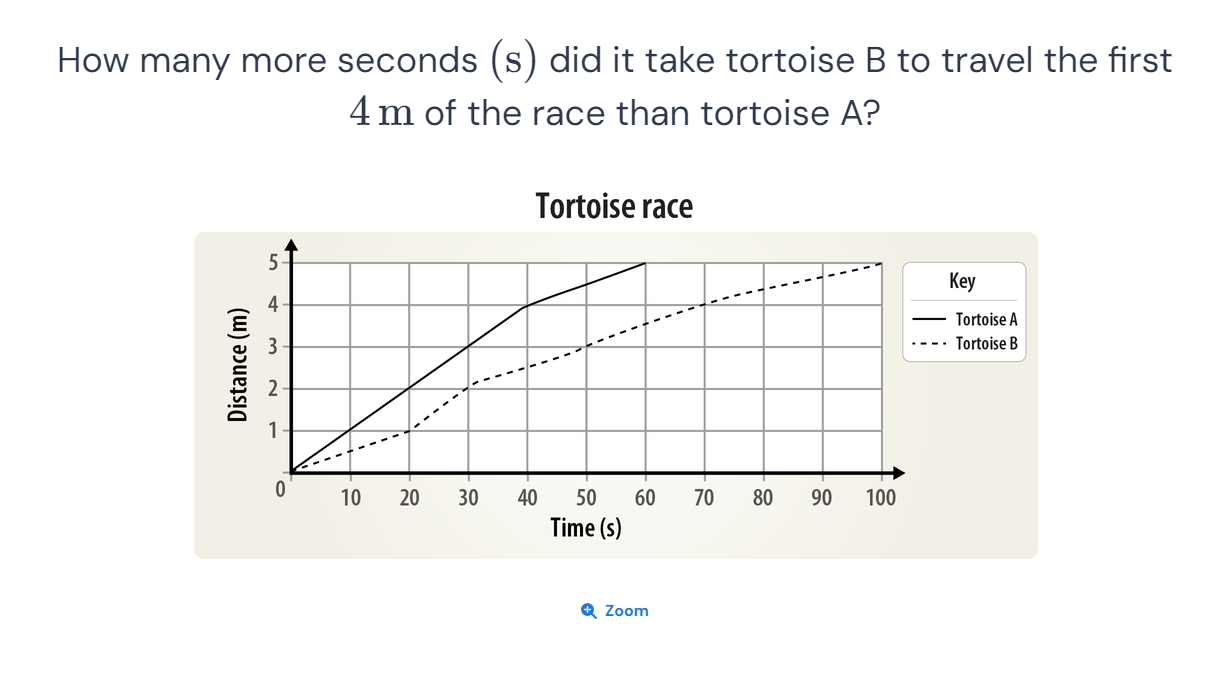 How many more seconds (s) did it take tortoise B to travel the first
4 m of the race than tortoise A?
Tortoise race
5
4
3
2
1
0
Distance (m)
10 20 30 40 50 60 70 80 90 100
Time (s)
Key
Tortoise A
Tortoise B
Zoom